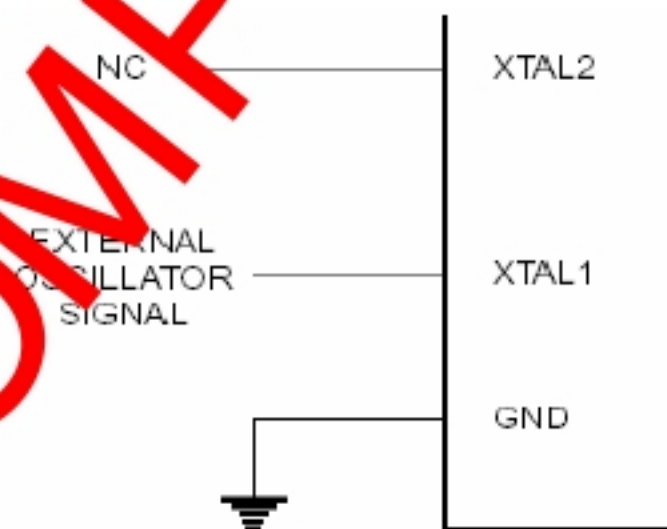 NC
XTAL2
EXTERNAL
OSCILLATOR
SIGNAL
XTAL1
GND